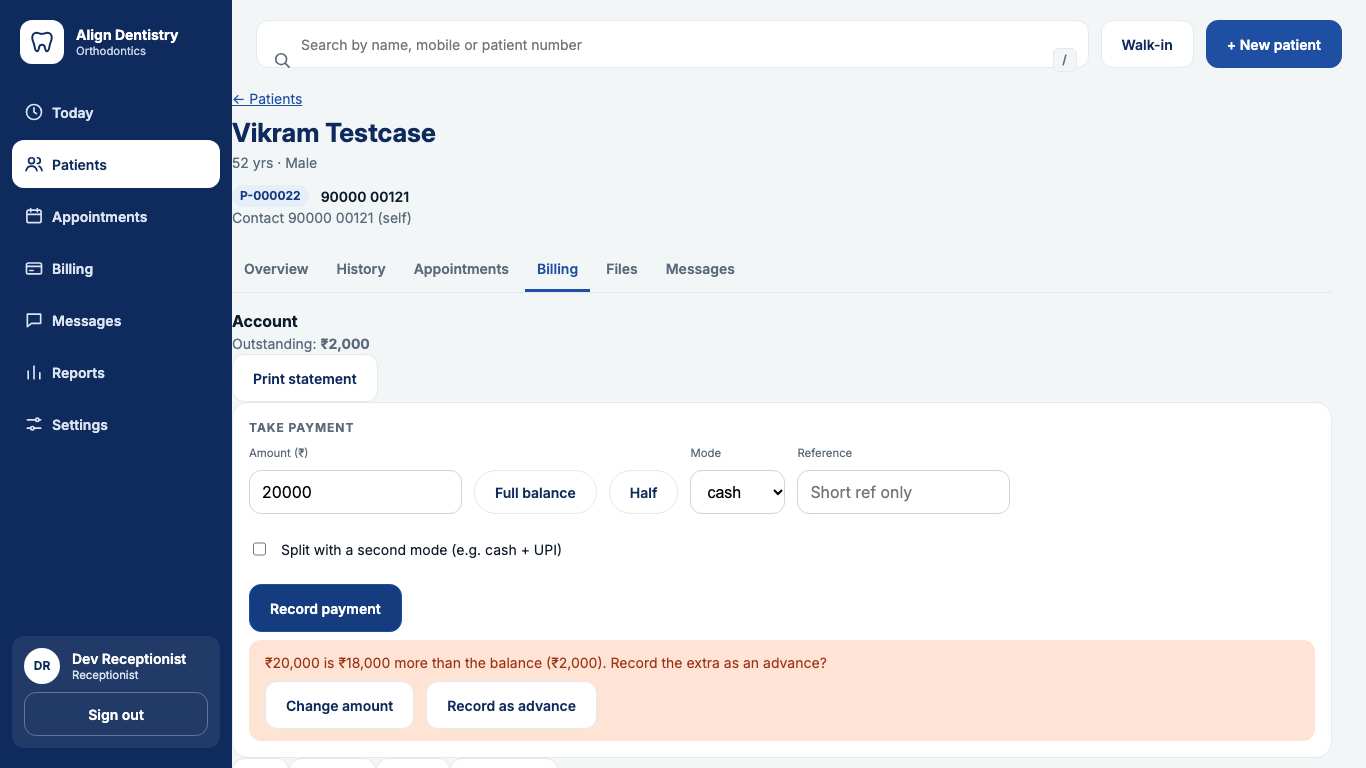 Align Dentistry
Orthodontics
Today
Patients
Appointments
Billing
Messages
Reports
Settings
DR
Dev Receptionist
Receptionist
Sign out
Search by name, mobile or patient number
/
Walk-in
+ New patient
← Patients
Vikram Testcase
52 yrs · Male
P-000022 90000 00121
Contact 90000 00121 (self)
Overview History Appointments Billing Files Messages
Account
Outstanding: ₹2,000
Print statement
TAKE PAYMENT
Amount (₹) Mode Reference
20000 Full balance Half cash Short ref only
Split with a second mode (e.g. cash + UPI)
Record payment
₹20,000 is ₹18,000 more than the balance (₹2,000). Record the extra as an advance?
Change amount Record as advance